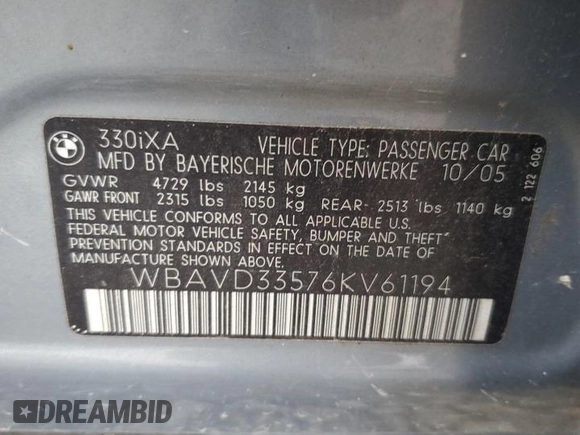 BMW
330iXA VEHICLE TYPE: PASSENGER CAR
MFD BY BAYERISCHE MOTORENWERKE 10/05
GVWR 4729 lbs 2145 kg
GAWR FRONT 2315 lbs 1050 kg REAR- 2513 lbs 1140 kg
THIS VEHICLE CONFORMS TO ALL APPLICABLE U.S.
FEDERAL MOTOR VEHICLE SAFETY, BUMPER AND THEFT
PREVENTION STANDARDS IN EFFECT ON THE DATE OF
MANUFACTURE SHOWN ABOVE.
WBAVD33576KV61194
2 122 606
DREAMBID